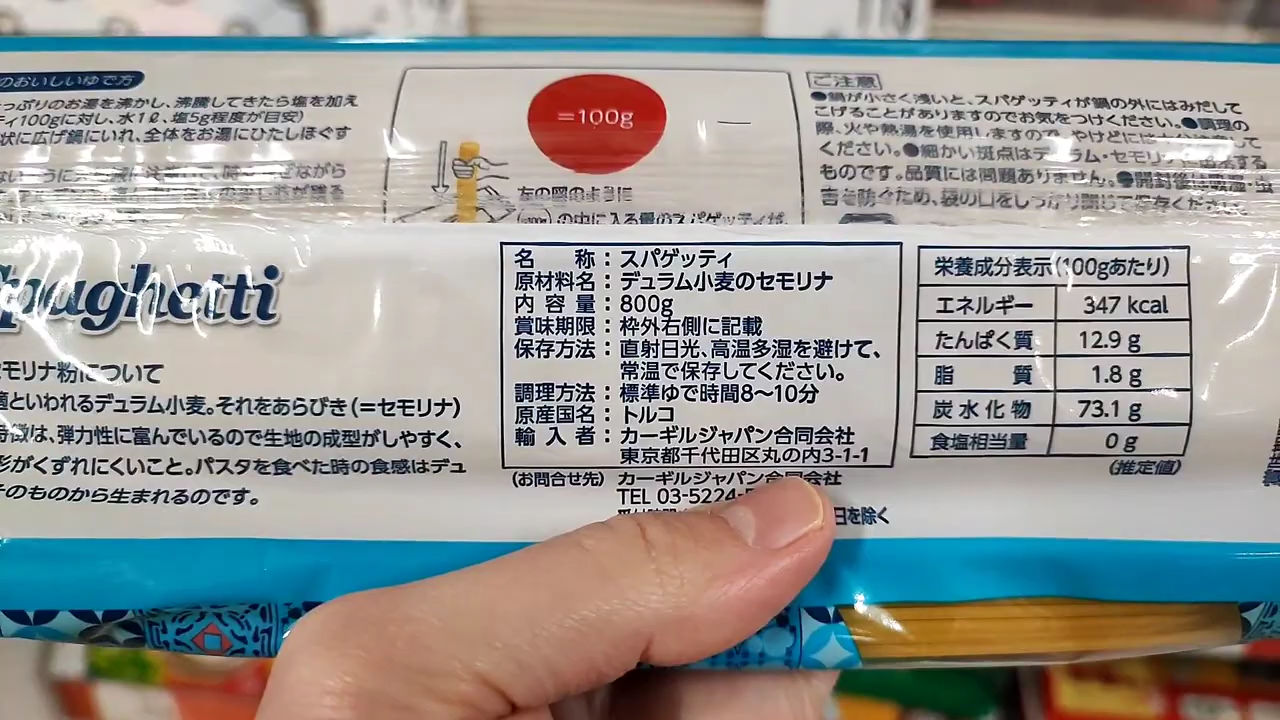 のおいしいゆで方
っぷりのお湯を沸かし、沸騰してきたら塩を加え
ィ100gに対し、水1ℓ、塩5g程度が目安)
状に広げ鍋にいれ、全体をお湯にひたしほぐす
=100g
左の図のように
の中に入る量のスパゲッティが
ご注意
●鍋が小さく浅いと、スパゲッティが鍋の外にはみだして
こげることがありますのでお気をつけください。●調理の
際、火や熱湯を使用しますので、やけどには
ください。●細かい斑点はデュラム・セモリナ
ものです。品質には問題ありません。●開封後は吸湿・虫
害を防ぐため、袋の口をしっかり閉じて保存ください。
Spaghetti
モリナ粉について
適といわれるデュラム小麦。それをあらびき(=セモリナ)
特徴は、弾力性に富んでいるので生地の成型がしやすく、
形がくずれにくいこと。パスタを食べた時の食感はデュ
そのものから生まれるのです。
名称：スパゲッティ
原材料名：デュラム小麦のセモリナ
内容量：800g
賞味期限：枠外右側に記載
保存方法：直射日光、高温多湿を避けて、
常温で保存してください。
調理方法：標準ゆで時間8〜10分
原産国名：トルコ
輸入者：カーギルジャパン合同会社
東京都千代田区丸の内3-1-1
(お問合せ先) カーギルジャパン合同会社
TEL 03-5224-
日を除く
栄養成分表示(100gあたり)
エネルギー 347 kcal
たんぱく質 12.9 g
脂質 1.8 g
炭水化物 73.1 g
食塩相当量 0 g
(推定値)